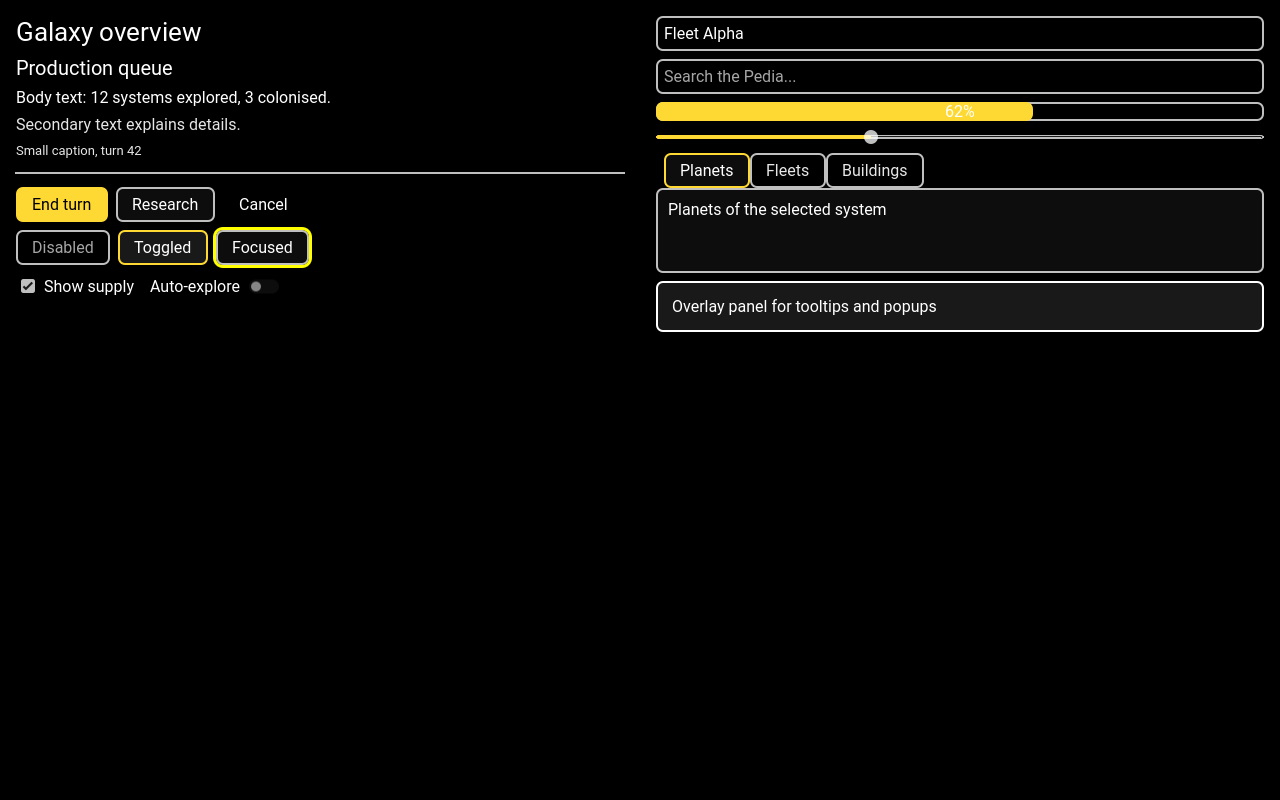 Galaxy overview
Production queue
Body text: 12 systems explored, 3 colonised.
Secondary text explains details.
Small caption, turn 42
End turn Research Cancel
Disabled Toggled Focused
Show supply Auto-explore
Fleet Alpha
Search the Pedia...
62%
Planets Fleets Buildings
Planets of the selected system
Overlay panel for tooltips and popups